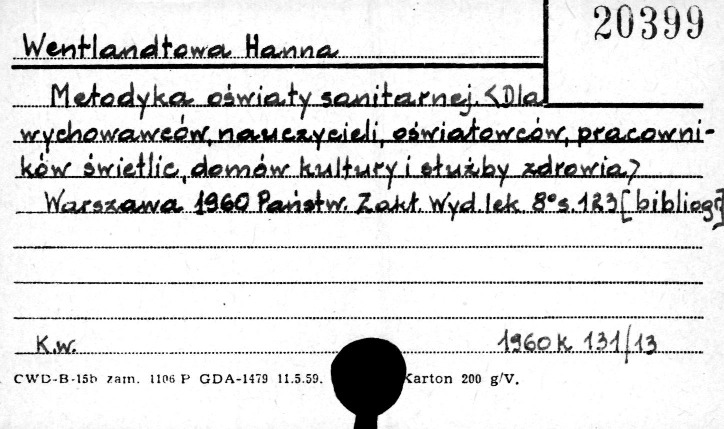 20399
Wentlandtowa Hanna
Metodyka oświaty sanitarnej. <Dla
wychowawców, nauczycieli, oświatowców, pracowni-
ków świetlic, domów kultury i służby zdrowia>
Warszawa 1960 Państw. Zakł. Wyd. lek. 8° s. 123 [bibliogr]
K.w. 1960 K 131/13
CWD-B-15b zam. 1106 P GDA-1479 11.5.59. Karton 200 g/V.